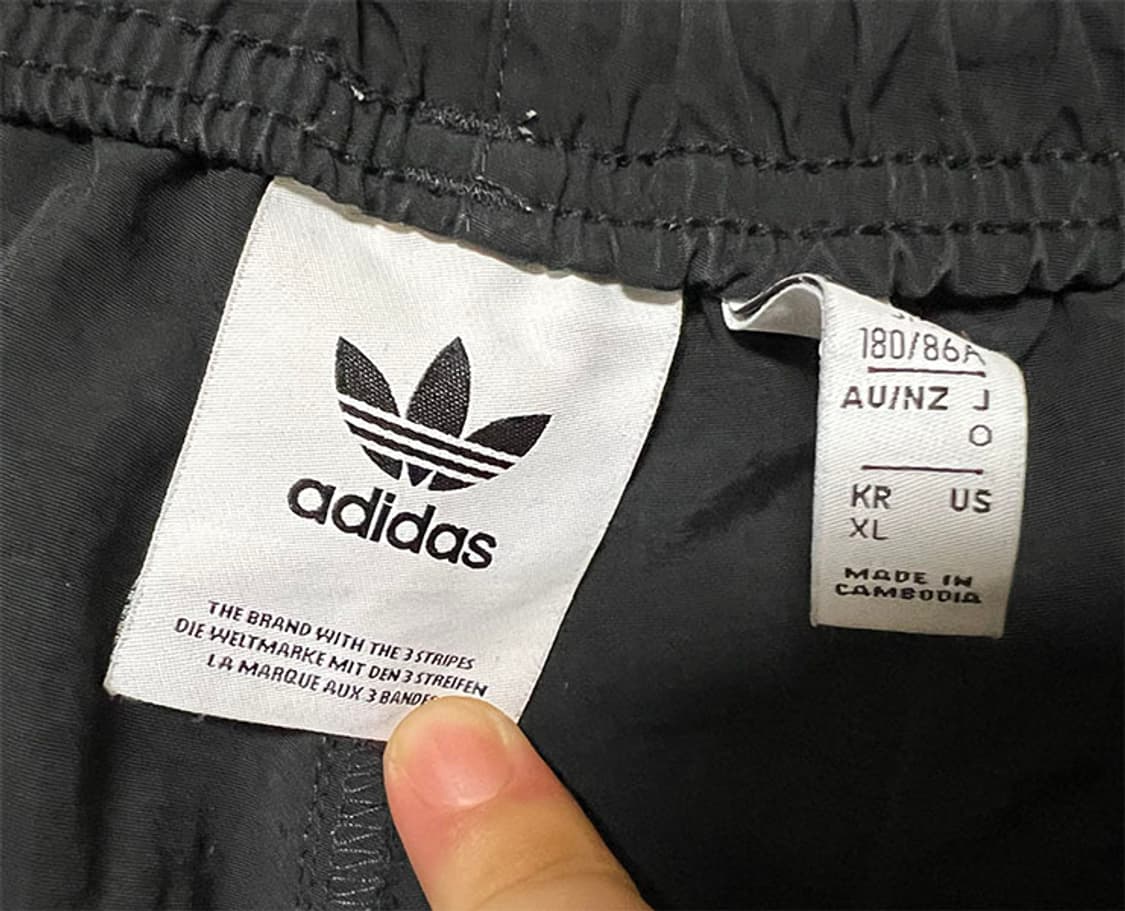 adidas
THE BRAND WITH THE 3 STRIPES
DIE WELTMARKE MIT DEN 3 STREIFEN
LA MARQUE AUX 3 BANDES
180/86A
AU/NZ J
O
KR US
XL
MADE IN
CAMBODIA